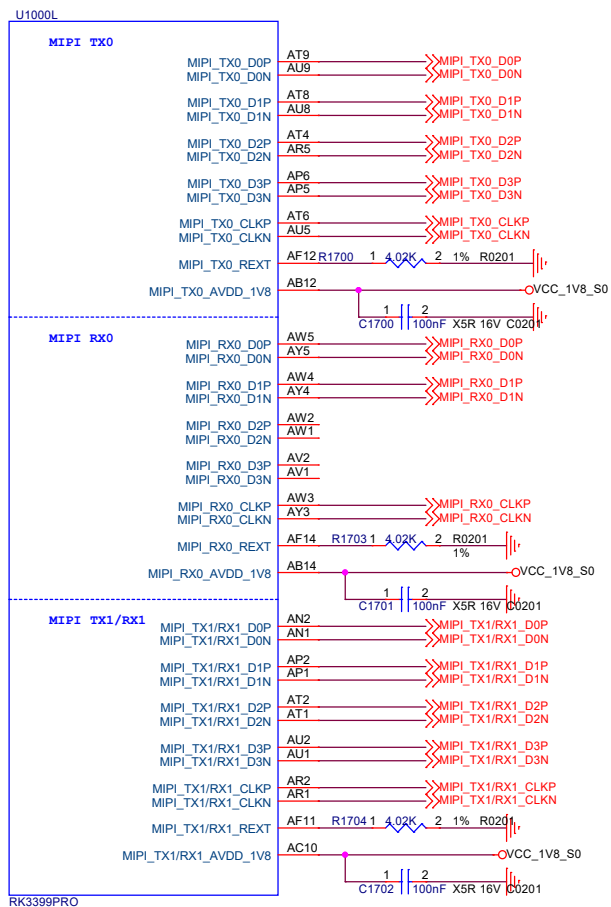 U1000L
MIPI TX0
MIPI_TX0_D0P AT9 MIPI_TX0_D0P
MIPI_TX0_D0N AU9 MIPI_TX0_D0N
MIPI_TX0_D1P AT8 MIPI_TX0_D1P
MIPI_TX0_D1N AU8 MIPI_TX0_D1N
MIPI_TX0_D2P AT4 MIPI_TX0_D2P
MIPI_TX0_D2N AR5 MIPI_TX0_D2N
MIPI_TX0_D3P AP6 MIPI_TX0_D3P
MIPI_TX0_D3N AP5 MIPI_TX0_D3N
MIPI_TX0_CLKP AT6 MIPI_TX0_CLKP
MIPI_TX0_CLKN AU5 MIPI_TX0_CLKN
MIPI_TX0_REXT AF12 R1700 1 4.02K 2 1% R0201
MIPI_TX0_AVDD_1V8 AB12 VCC_1V8_S0
1 2
C1700 100nF X5R 16V C0201
MIPI RX0
MIPI_RX0_D0P AW5 MIPI_RX0_D0P
MIPI_RX0_D0N AY5 MIPI_RX0_D0N
MIPI_RX0_D1P AW4 MIPI_RX0_D1P
MIPI_RX0_D1N AY4 MIPI_RX0_D1N
MIPI_RX0_D2P AW2
MIPI_RX0_D2N AW1
MIPI_RX0_D3P AV2
MIPI_RX0_D3N AV1
MIPI_RX0_CLKP AW3 MIPI_RX0_CLKP
MIPI_RX0_CLKN AY3 MIPI_RX0_CLKN
MIPI_RX0_REXT AF14 R1703 1 4.02K 2 R0201
1%
MIPI_RX0_AVDD_1V8 AB14 VCC_1V8_S0
1 2
C1701 100nF X5R 16V C0201
MIPI TX1/RX1
MIPI_TX1/RX1_D0P AN2 MIPI_TX1/RX1_D0P
MIPI_TX1/RX1_D0N AN1 MIPI_TX1/RX1_D0N
MIPI_TX1/RX1_D1P AP2 MIPI_TX1/RX1_D1P
MIPI_TX1/RX1_D1N AP1 MIPI_TX1/RX1_D1N
MIPI_TX1/RX1_D2P AT2 MIPI_TX1/RX1_D2P
MIPI_TX1/RX1_D2N AT1 MIPI_TX1/RX1_D2N
MIPI_TX1/RX1_D3P AU2 MIPI_TX1/RX1_D3P
MIPI_TX1/RX1_D3N AU1 MIPI_TX1/RX1_D3N
MIPI_TX1/RX1_CLKP AR2 MIPI_TX1/RX1_CLKP
MIPI_TX1/RX1_CLKN AR1 MIPI_TX1/RX1_CLKN
MIPI_TX1/RX1_REXT AF11 R1704 1 4.02K 2 1% R0201
MIPI_TX1/RX1_AVDD_1V8 AC10 VCC_1V8_S0
1 2
C1702 100nF X5R 16V C0201
RK3399PRO